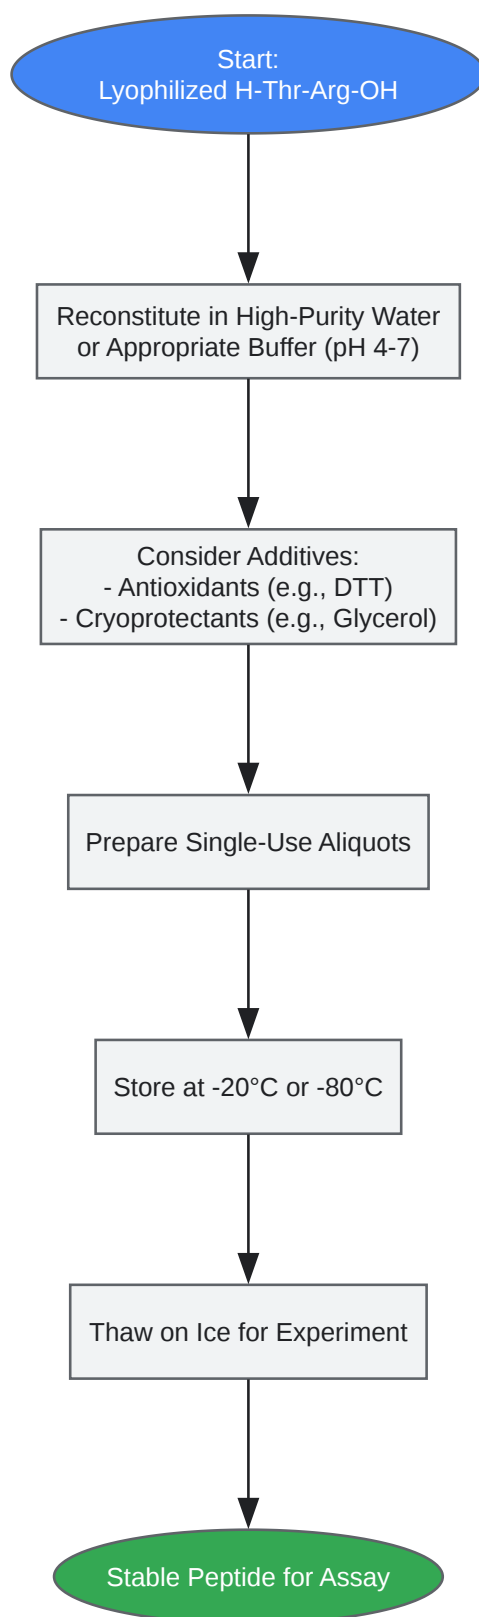 Start:
Lyophilized H-Thr-Arg-OH
Reconstitute in High-Purity Water
or Appropriate Buffer (pH 4-7)
Consider Additives:
- Antioxidants (e.g., DTT)
- Cryoprotectants (e.g., Glycerol)
Prepare Single-Use Aliquots
Store at -20°C or -80°C
Thaw on Ice for Experiment
Stable Peptide for Assay